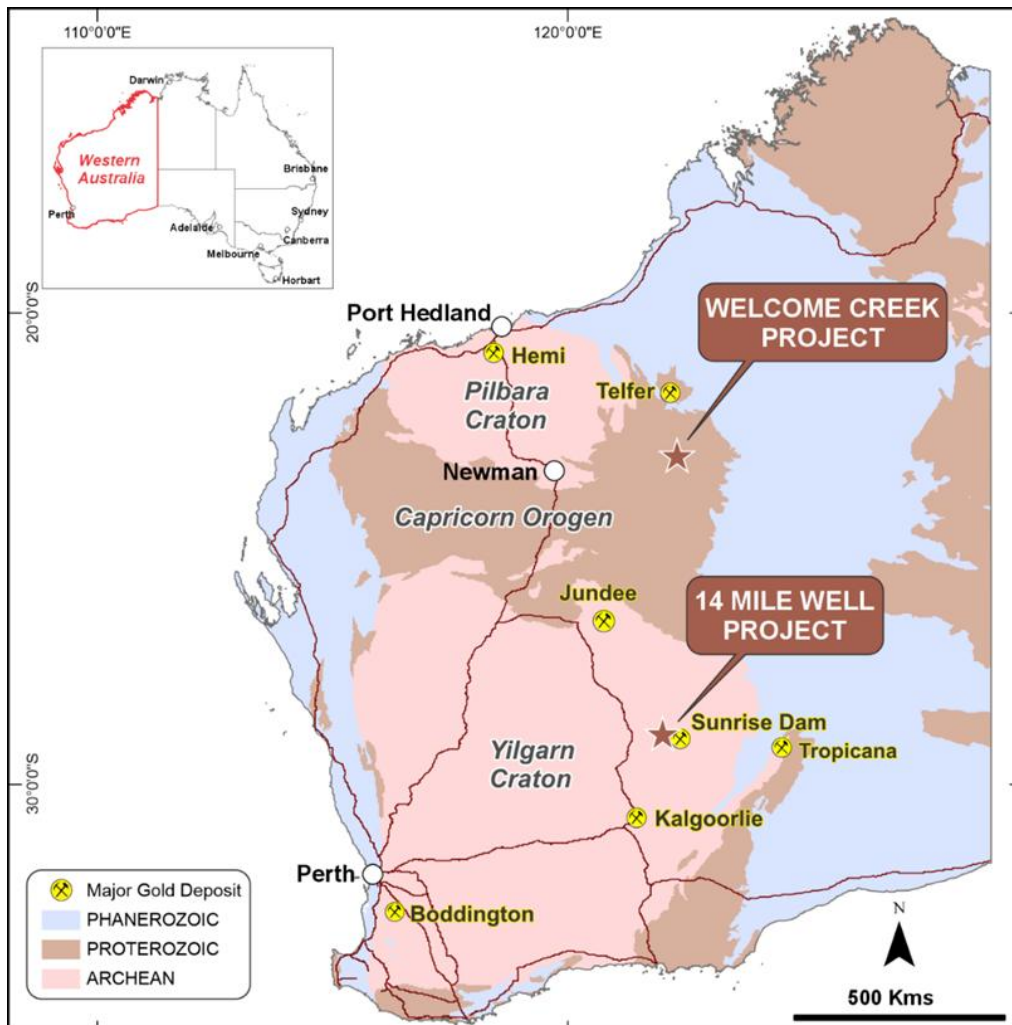 110°0'0"E
120°0'0"E
Darwin
Western
Australia
Brisbane
Perth
Sydney
Adelaide
Canberra
Melbourne
Horbart
20°0'0"S
Port Hedland
WELCOME CREEK
PROJECT
Hemi
Telfer
Pilbara
Craton
Newman
Capricorn Orogen
Jundee
14 MILE WELL
PROJECT
Sunrise Dam
Tropicana
Yilgarn
Craton
30°0'0"S
Kalgoorlie
Perth
Boddington
Major Gold Deposit
PHANEROZOIC
PROTEROZOIC
ARCHEAN
N
500 Kms